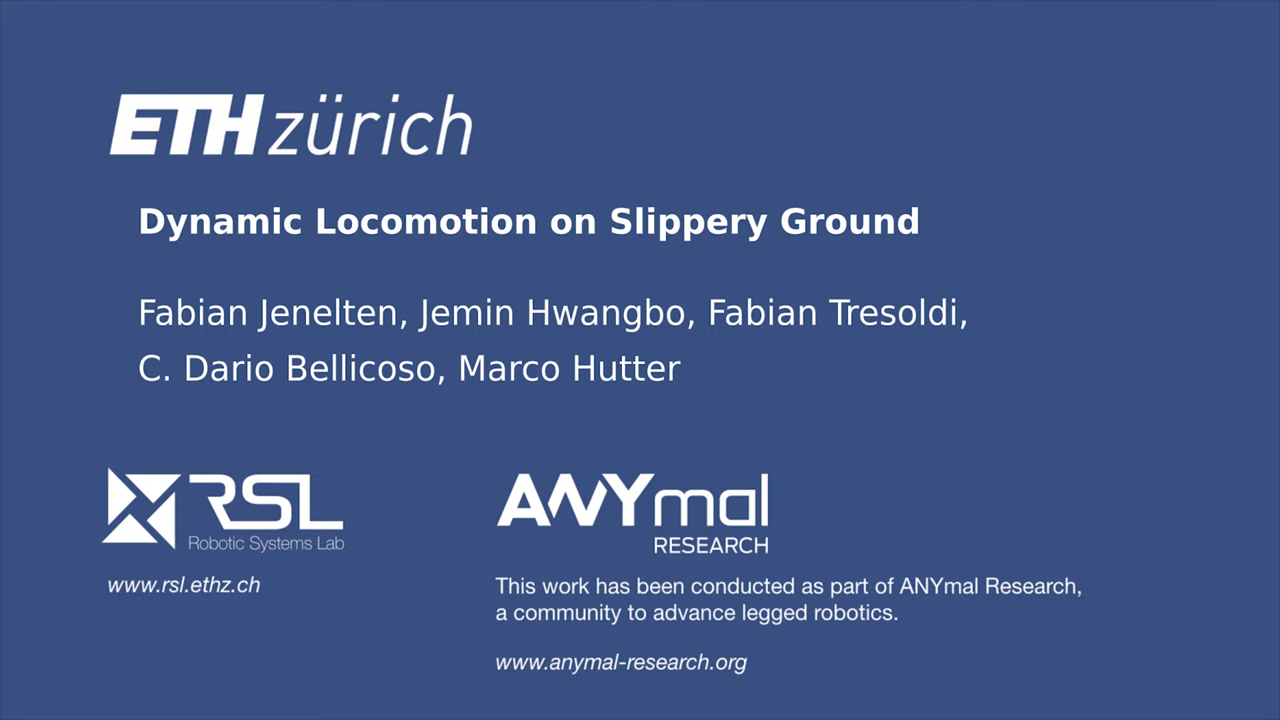 ETH zürich
Dynamic Locomotion on Slippery Ground
Fabian Jenelten, Jemin Hwangbo, Fabian Tresoldi,
C. Dario Bellicoso, Marco Hutter
RSL
Robotic Systems Lab
www.rsl.ethz.ch
ANYmal
RESEARCH
This work has been conducted as part of ANYmal Research,
a community to advance legged robotics.
www.anymal-research.org